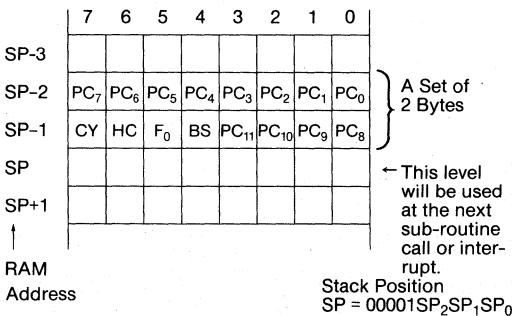 7 6 5 4 3 2 1 0
SP-3
SP-2 PC₇ PC₆ PC₅ PC₄ PC₃ PC₂ PC₁ PC₀
A Set of
2 Bytes
SP-1 CY HC F₀ BS PC₁₁ PC₁₀ PC₉ PC₈
SP
SP+1
← This level
will be used
at the next
sub-routine
call or inter-
rupt.
↑
RAM
Address
Stack Position
SP = 00001SP₂SP₁SP₀